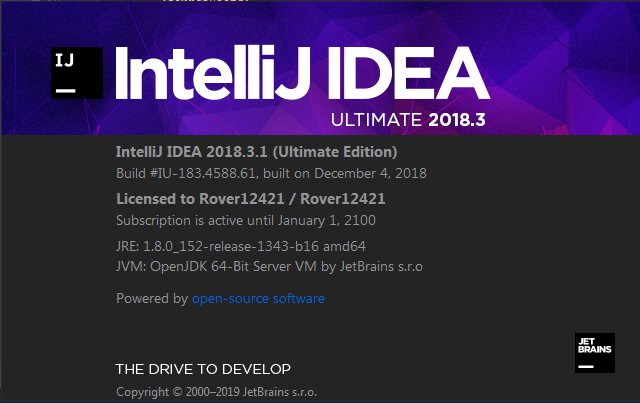 IJ
IntelliJ IDEA
ULTIMATE 2018.3
IntelliJ IDEA 2018.3.1 (Ultimate Edition)
Build #IU-183.4588.61, built on December 4, 2018
Licensed to Rover12421 / Rover12421
Subscription is active until January 1, 2100
JRE: 1.8.0_152-release-1343-b16 amd64
JVM: OpenJDK 64-Bit Server VM by JetBrains s.r.o
Powered by open-source software
JET
BRAINS
THE DRIVE TO DEVELOP
Copyright © 2000–2019 JetBrains s.r.o.